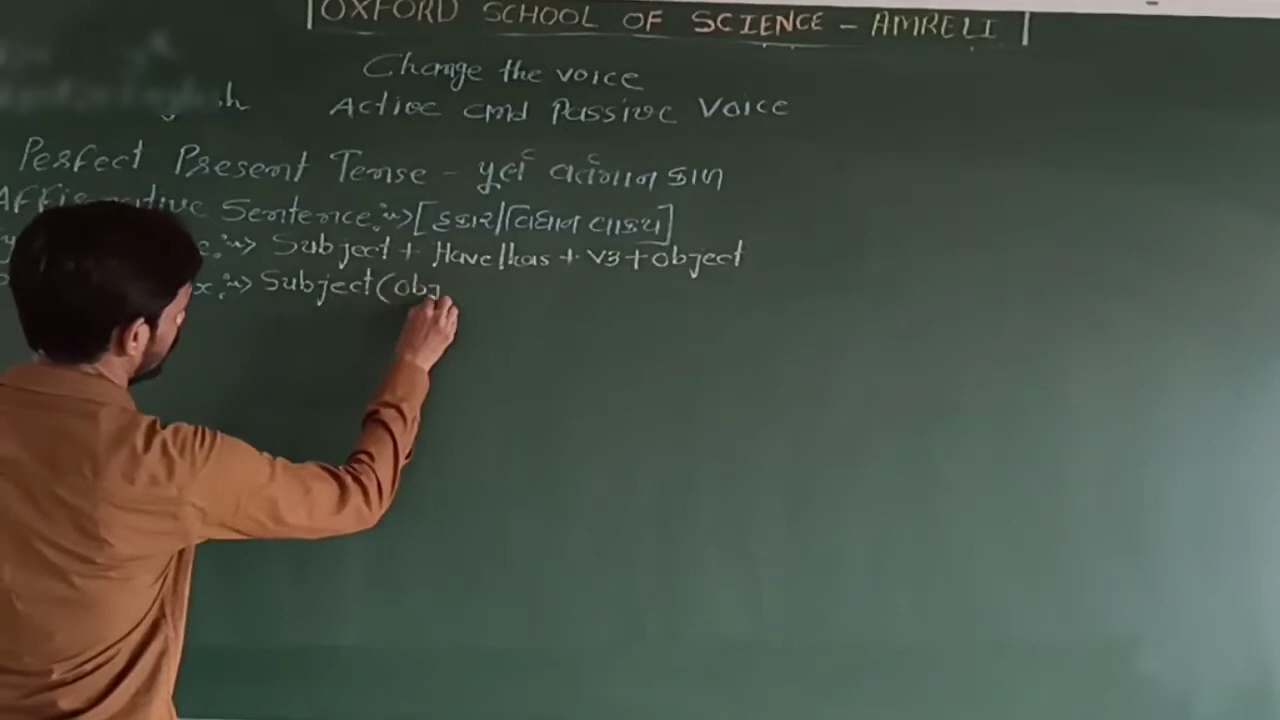 OXFORD SCHOOL OF SCIENCE - AMRELI
Change the voice
Active and Passive Voice
Perfect Present Tense - પૂર્ણ વર્તમાન કાળ
Sentence :→ [હકાર/વિધાન વાક્ય]
:→ Subject + Have/has + V3 + Object
x :→ Subject (obj